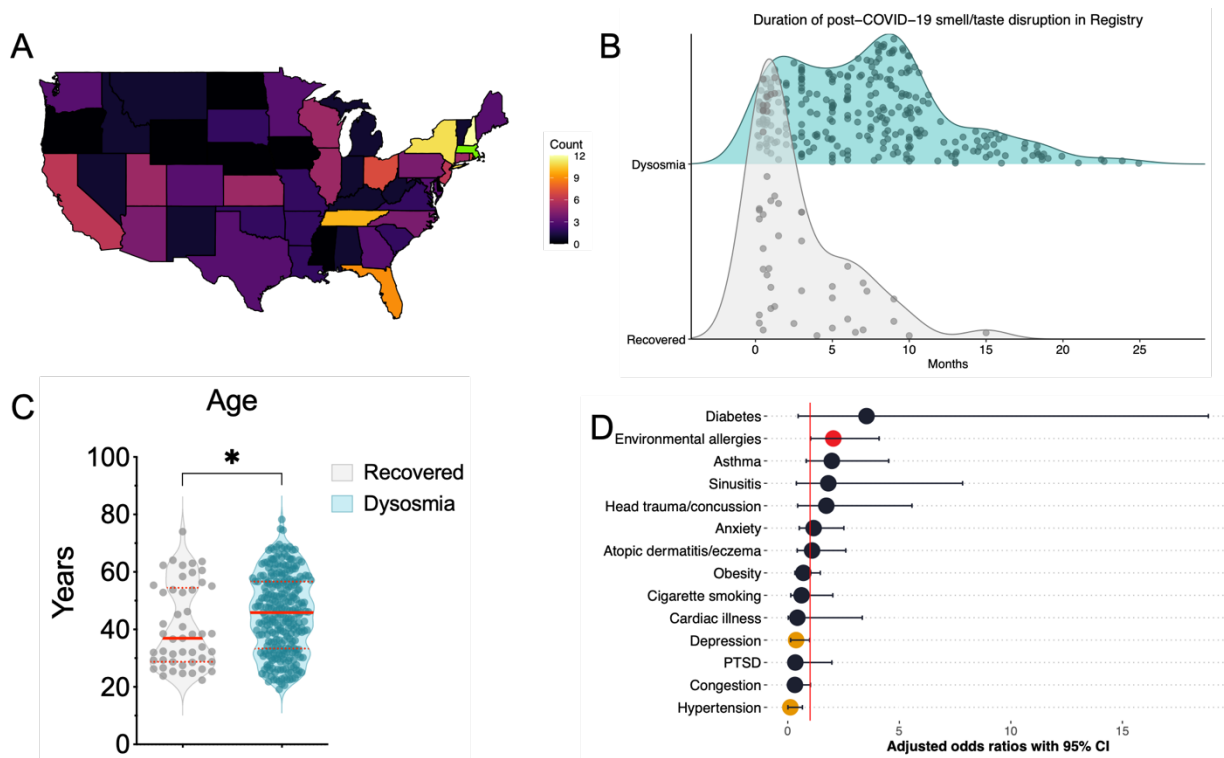 A
Count
12
9
6
3
0
B
Duration of post−COVID−19 smell/taste disruption in Registry
Dysosmia
Recovered
0 5 10 15 20 25
Months
C
Age
*
Recovered
Dysosmia
Years
100
80
60
40
20
0
D
Diabetes
Environmental allergies
Asthma
Sinusitis
Head trauma/concussion
Anxiety
Atopic dermatitis/eczema
Obesity
Cigarette smoking
Cardiac illness
Depression
PTSD
Congestion
Hypertension
0 5 10 15
Adjusted odds ratios with 95% CI